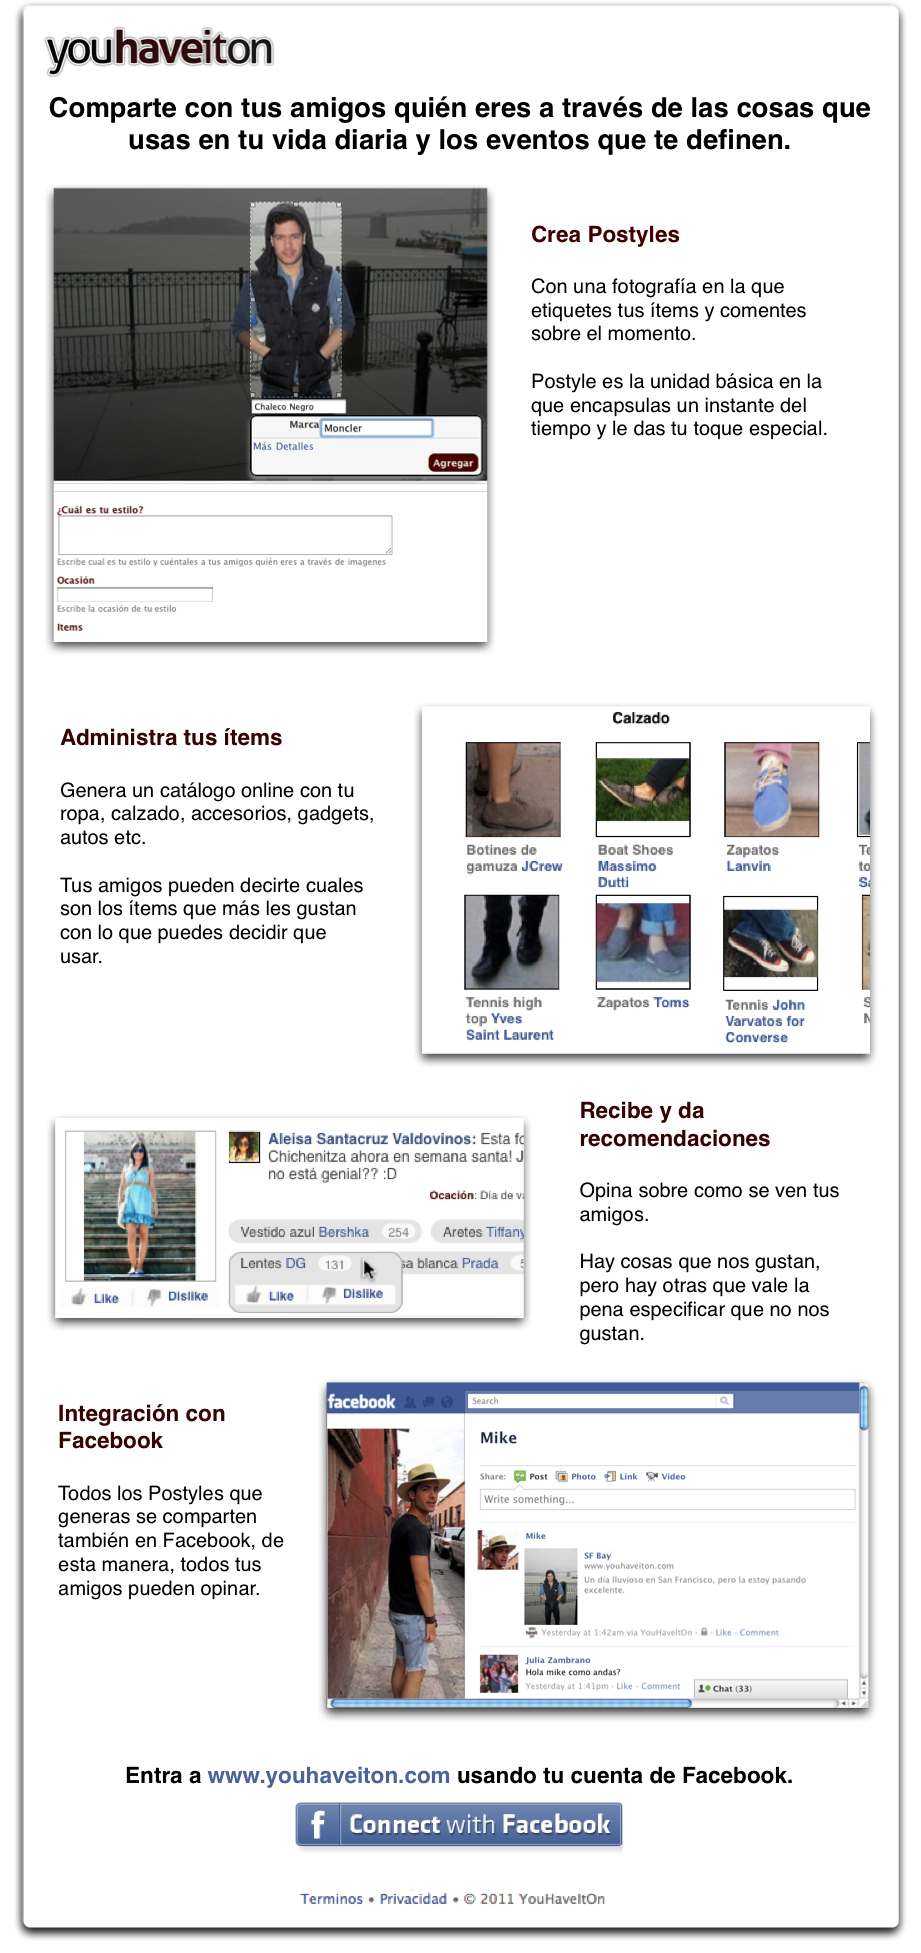 youhaveiton
Comparte con tus amigos quién eres a través de las cosas que
usas en tu vida diaria y los eventos que te definen.
Chaleco Negro
Marca Moncler
Más Detalles
Agregar
¿Cuál es tu estilo?
Escribe cual es tu estilo y cuéntales a tus amigos quién eres a través de imagenes
Ocasión
Escribe la ocasión de tu estilo
Items
Crea Postyles
Con una fotografía en la que
etiquetes tus ítems y comentes
sobre el momento.
Postyle es la unidad básica en la
que encapsulas un instante del
tiempo y le das tu toque especial.
Administra tus ítems
Genera un catálogo online con tu
ropa, calzado, accesorios, gadgets,
autos etc.
Tus amigos pueden decirte cuales
son los ítems que más les gustan
con lo que puedes decidir que
usar.
Calzado
Botines de
gamuza JCrew
Boat Shoes
Massimo
Dutti
Zapatos
Lanvin
Tennis high
top Yves
Saint Laurent
Zapatos Toms
Tennis John
Varvatos for
Converse
Aleisa Santacruz Valdovinos: Esta fo
Chichenitza ahora en semana santa! J
no está genial?? :D
Ocación: Día de va
Vestido azul Bershka 254
Aretes Tiffany
Lentes DG 131
sa blanca Prada
Like Dislike
Like Dislike
Recibe y da
recomendaciones
Opina sobre como se ven tus
amigos.
Hay cosas que nos gustan,
pero hay otras que vale la
pena especificar que no nos
gustan.
Integración con
Facebook
Todos los Postyles que
generas se comparten
también en Facebook, de
esta manera, todos tus
amigos pueden opinar.
facebook Search
Mike
Share: Post Photo Link Video
Write something...
Mike
SF Bay
www.youhaveiton.com
Un día lluvioso en San Francisco, pero la estoy pasando
excelente.
Yesterday at 1:42am via YouHaveItOn · Like · Comment
Julia Zambrano
Hola mike como andas?
Yesterday at 1:41pm · Like · Comment
Chat (33)
Entra a www.youhaveiton.com usando tu cuenta de Facebook.
f Connect with Facebook
Terminos • Privacidad • © 2011 YouHaveItOn